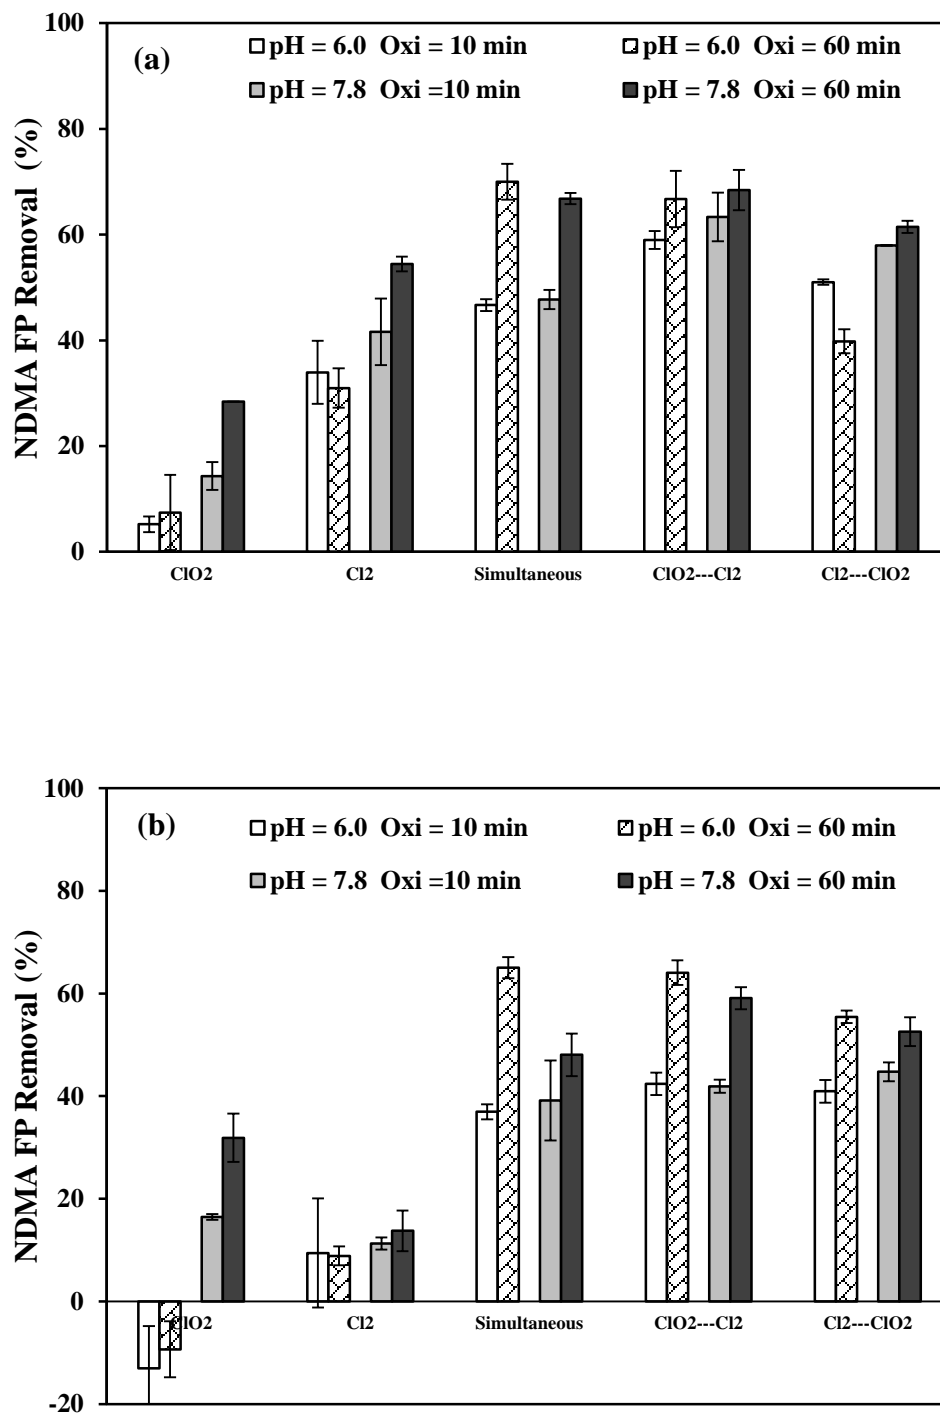 100
(a)
pH = 6.0 Oxi = 10 min
pH = 6.0 Oxi = 60 min
pH = 7.8 Oxi =10 min
pH = 7.8 Oxi = 60 min
80
60
40
20
0
NDMA FP Removal (%)
ClO2
Cl2
Simultaneous
ClO2---Cl2
Cl2---ClO2
100
(b)
pH = 6.0 Oxi = 10 min
pH = 6.0 Oxi = 60 min
pH = 7.8 Oxi =10 min
pH = 7.8 Oxi = 60 min
80
60
40
20
0
-20
NDMA FP Removal (%)
ClO2
Cl2
Simultaneous
ClO2---Cl2
Cl2---ClO2